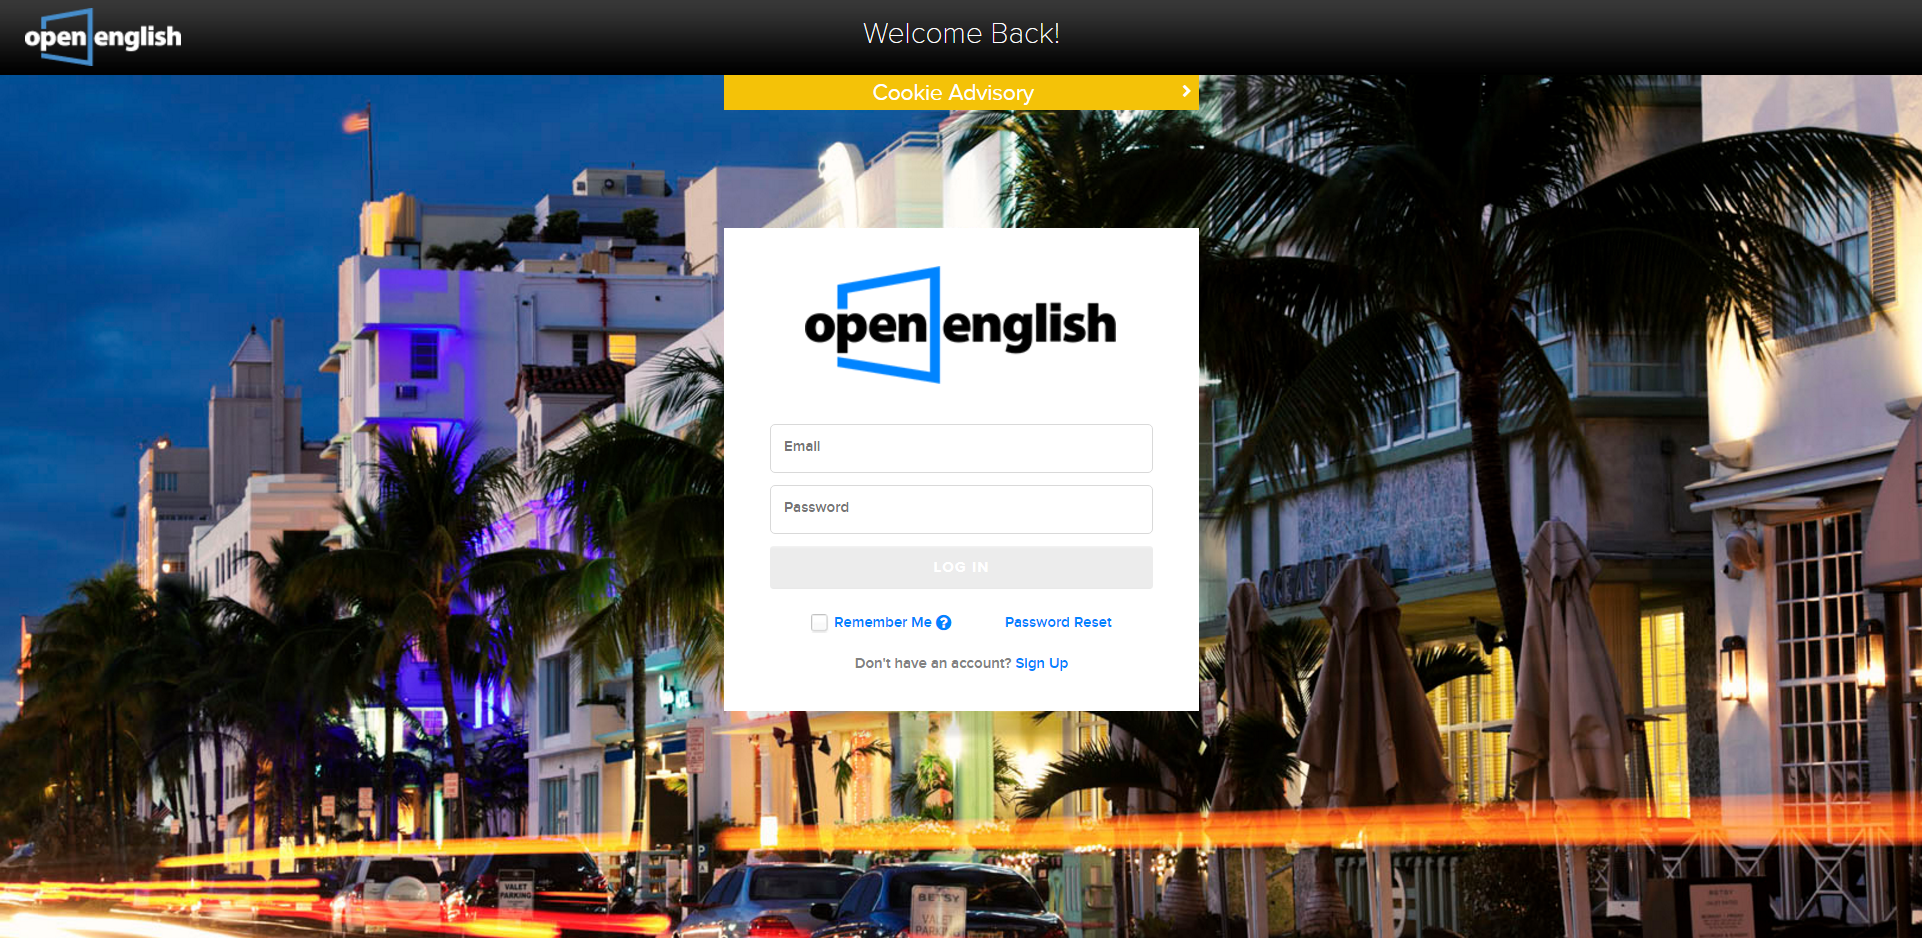 open english
Welcome Back!
Cookie Advisory
open english
Email
Password
LOG IN
Remember Me ?
Password Reset
Don't have an account? Sign Up
VALET
PARKING
BETSY
VALET
PARKING
BETSY